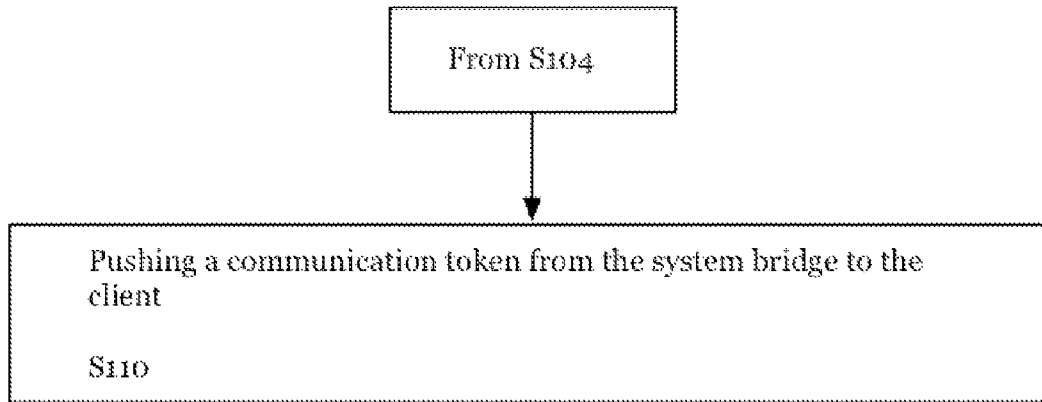 From S104
Pushing a communication token from the system bridge to the
client
S110